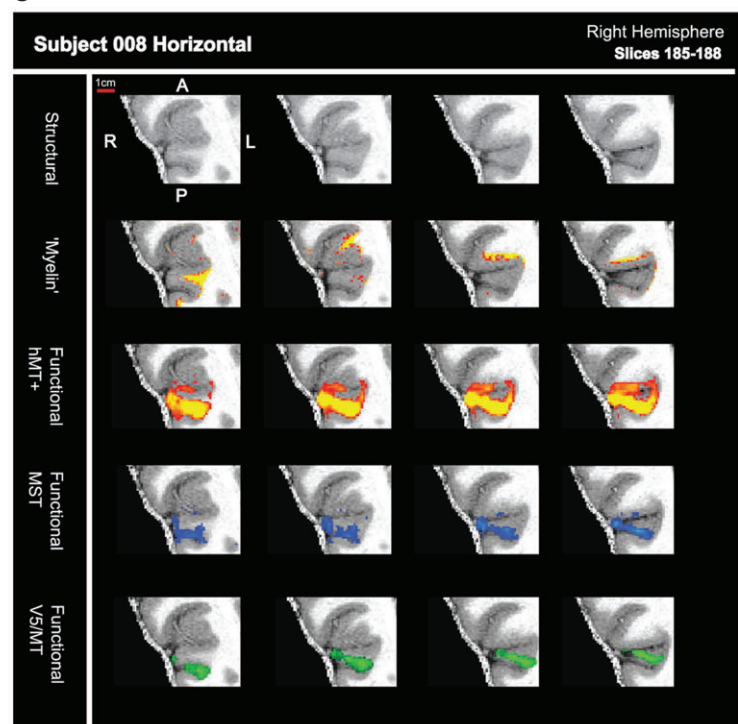 Subject 008 Horizontal
Right Hemisphere
Slices 185-188
1cm
A
R
L
P
Structural
'Myelin'
Functional
hMT+
Functional
MST
Functional
V5/MT